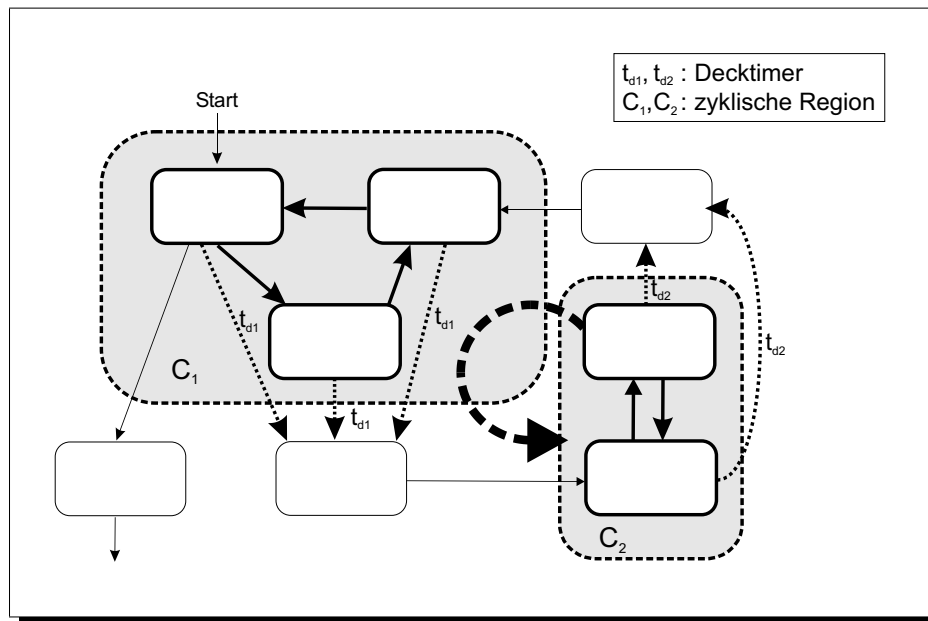 t_d1, t_d2 : Decktimer
C_1,C_2 : zyklische Region
Start
t_d2
t_d1
t_d1
t_d2
C_1
t_d1
C_2